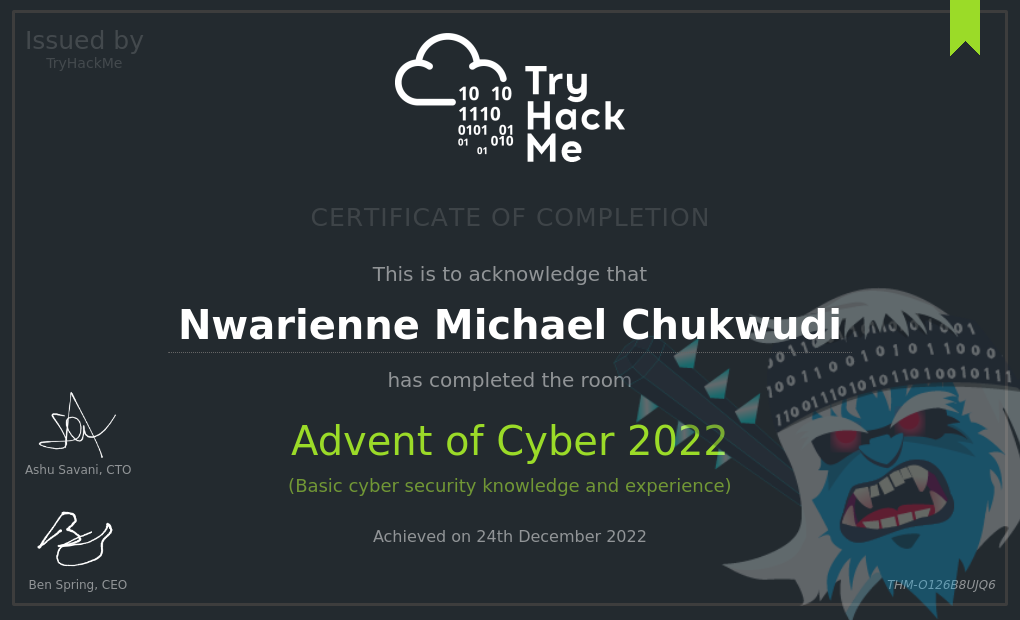 Issued by
TryHackMe
10 10
1110
0101 01
01 010
01
Try
Hack
Me
CERTIFICATE OF COMPLETION
This is to acknowledge that
Nwarienne Michael Chukwudi
has completed the room
Advent of Cyber 2022
(Basic cyber security knowledge and experience)
Achieved on 24th December 2022
Ashu Savani, CTO
Ben Spring, CEO
THM-O126B8UJQ6